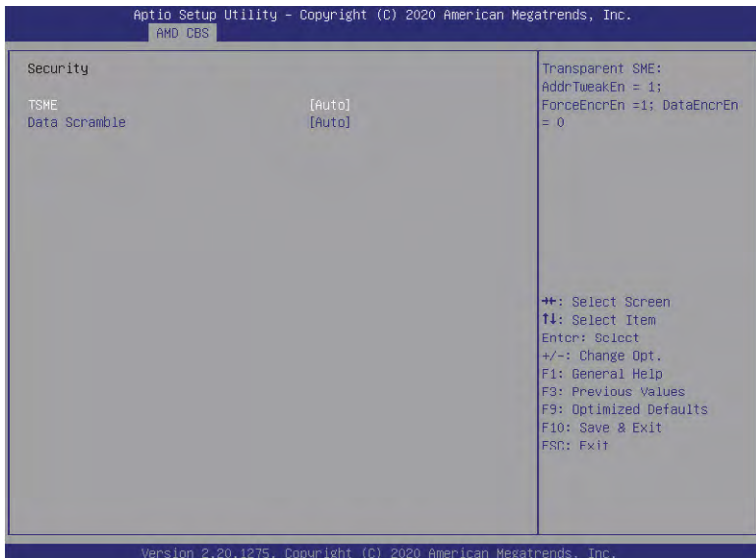 Aptio Setup Utility – Copyright (C) 2020 American Megatrends, Inc.
AMD CBS
Security
TSME [Auto]
Data Scramble [Auto]
Transparent SME:
AddrTweakEn = 1;
ForceEncrEn =1; DataEncrEn
= 0
→←: Select Screen
↑↓: Select Item
Enter: Select
+/-: Change Opt.
F1: General Help
F3: Previous Values
F9: Optimized Defaults
F10: Save & Exit
ESC: Exit
Version 2.20.1275. Copyright (C) 2020 American Megatrends, Inc.